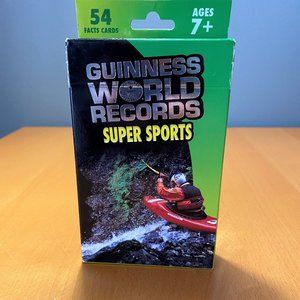 54
FACTS CARDS
AGES
7+
GUINNESS
WORLD
RECORDS
SUPER SPORTS